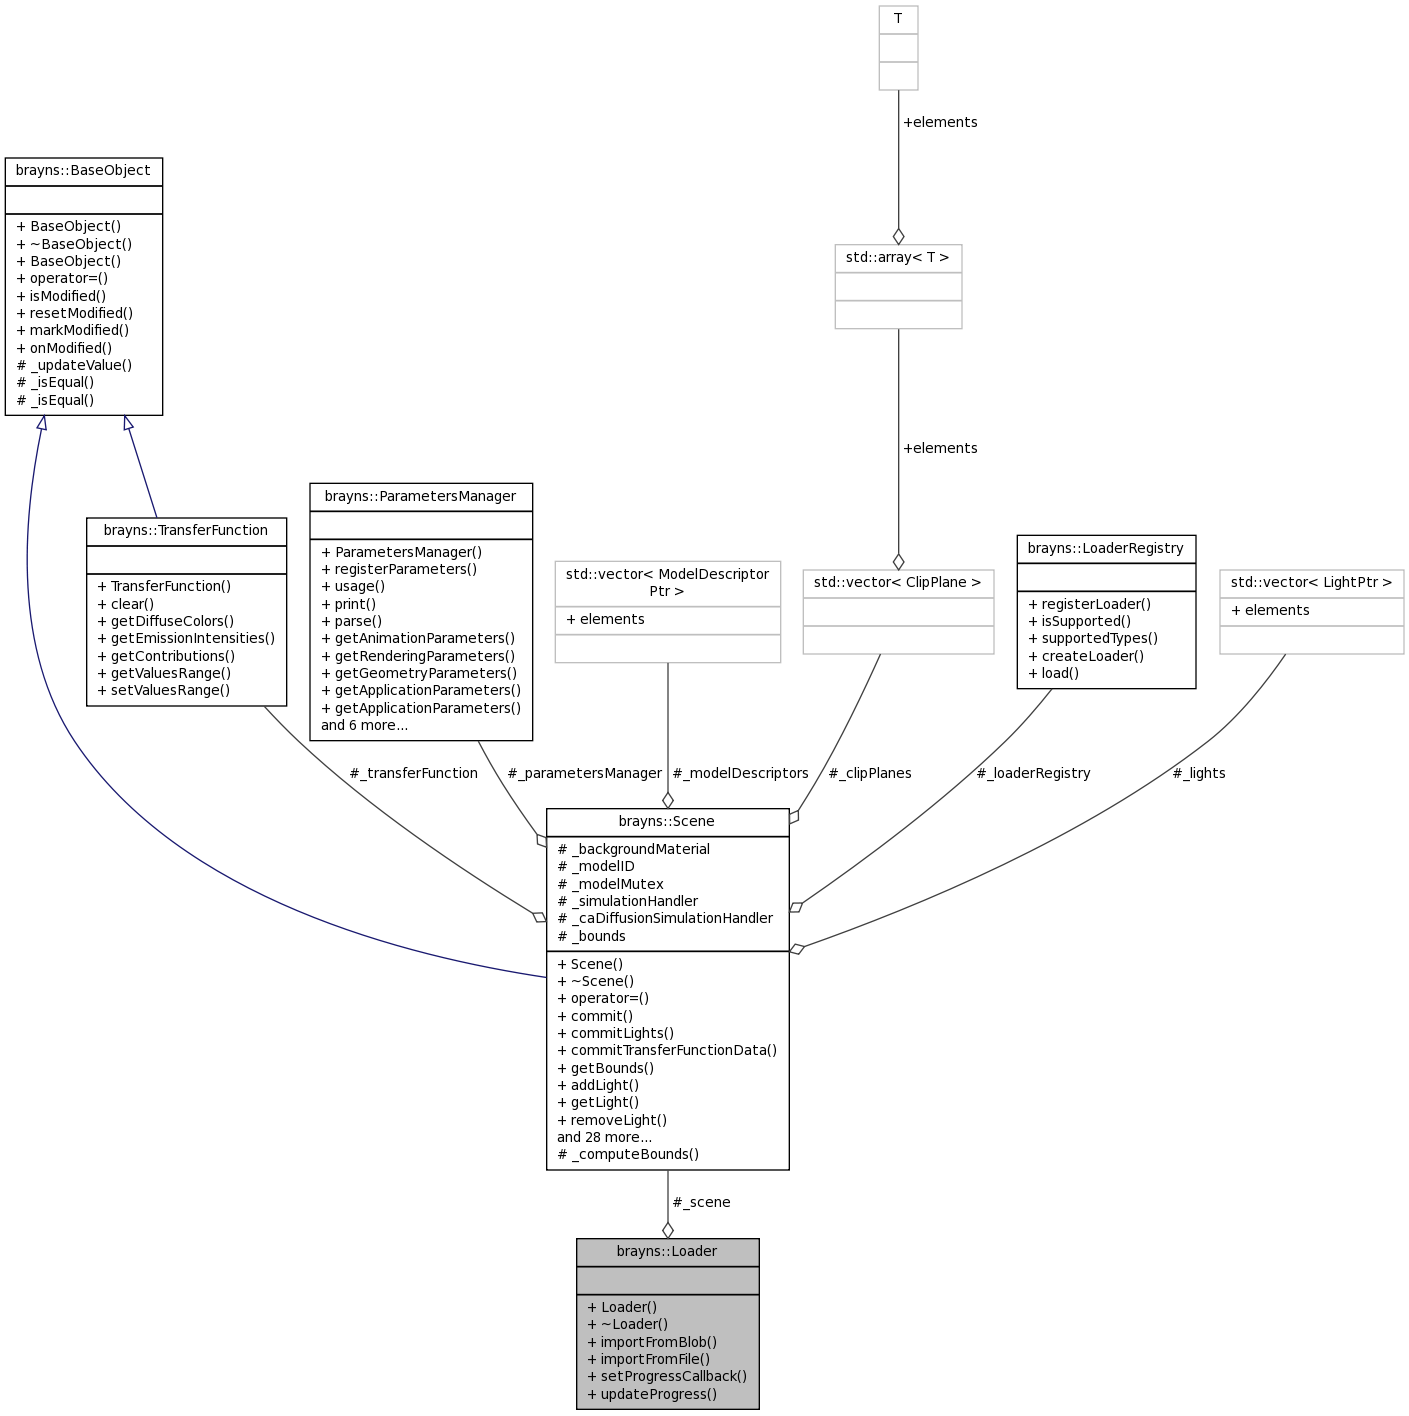 T
+elements
brayns::BaseObject
+ BaseObject()
+ ~BaseObject()
+ BaseObject()
+ operator=()
+ isModified()
+ resetModified()
+ markModified()
+ onModified()
# _updateValue()
# _isEqual()
# _isEqual()
std::array< T >
+elements
brayns::TransferFunction
+ TransferFunction()
+ clear()
+ getDiffuseColors()
+ getEmissionIntensities()
+ getContributions()
+ getValuesRange()
+ setValuesRange()
brayns::ParametersManager
+ ParametersManager()
+ registerParameters()
+ usage()
+ print()
+ parse()
+ getAnimationParameters()
+ getRenderingParameters()
+ getGeometryParameters()
+ getApplicationParameters()
+ getApplicationParameters()
and 6 more...
std::vector< ModelDescriptor
Ptr >
+ elements
std::vector< ClipPlane >
brayns::LoaderRegistry
+ registerLoader()
+ isSupported()
+ supportedTypes()
+ createLoader()
+ load()
std::vector< LightPtr >
+ elements
#_transferFunction
#_parametersManager
#_modelDescriptors
#_clipPlanes
#_loaderRegistry
#_lights
brayns::Scene
# _backgroundMaterial
# _modelID
# _modelMutex
# _simulationHandler
# _caDiffusionSimulationHandler
# _bounds
+ Scene()
+ ~Scene()
+ operator=()
+ commit()
+ commitLights()
+ commitTransferFunctionData()
+ getBounds()
+ addLight()
+ getLight()
+ removeLight()
and 28 more...
# _computeBounds()
#_scene
brayns::Loader
+ Loader()
+ ~Loader()
+ importFromBlob()
+ importFromFile()
+ setProgressCallback()
+ updateProgress()